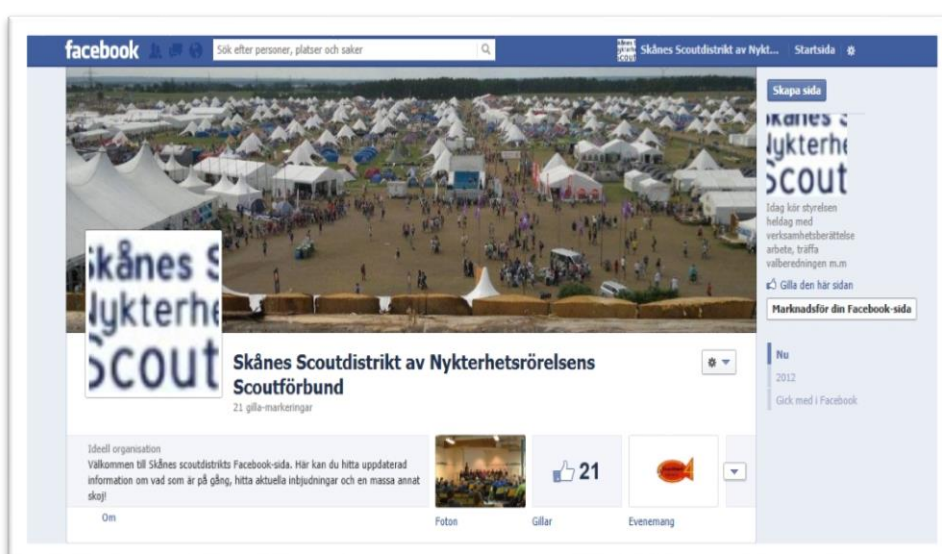 facebook
Sök efter personer, platser och saker
Skånes Scoutdistrikt av Nykt...
Startsida
Skapa sida
Skånes S
Nykterhe
Scout
Idag kör styrelsen
heldag med
verksamhetsberättelse
arbete, träffa
valberedningen m.m
Gilla den här sidan
Marknadsför din Facebook-sida
Nu
2012
Gick med i Facebook
Skånes S
Nykterhe
Scout
Skånes Scoutdistrikt av Nykterhetsrörelsens
Scoutförbund
21 gilla-markeringar
Ideell organisation
Välkommen till Skånes scoutdistrikts Facebook-sida. Här kan du hitta uppdaterad
information om vad som är på gång, hitta aktuella inbjudningar och en massa annat
skoj!
Om
Foton
21
Gillar
Evenemang